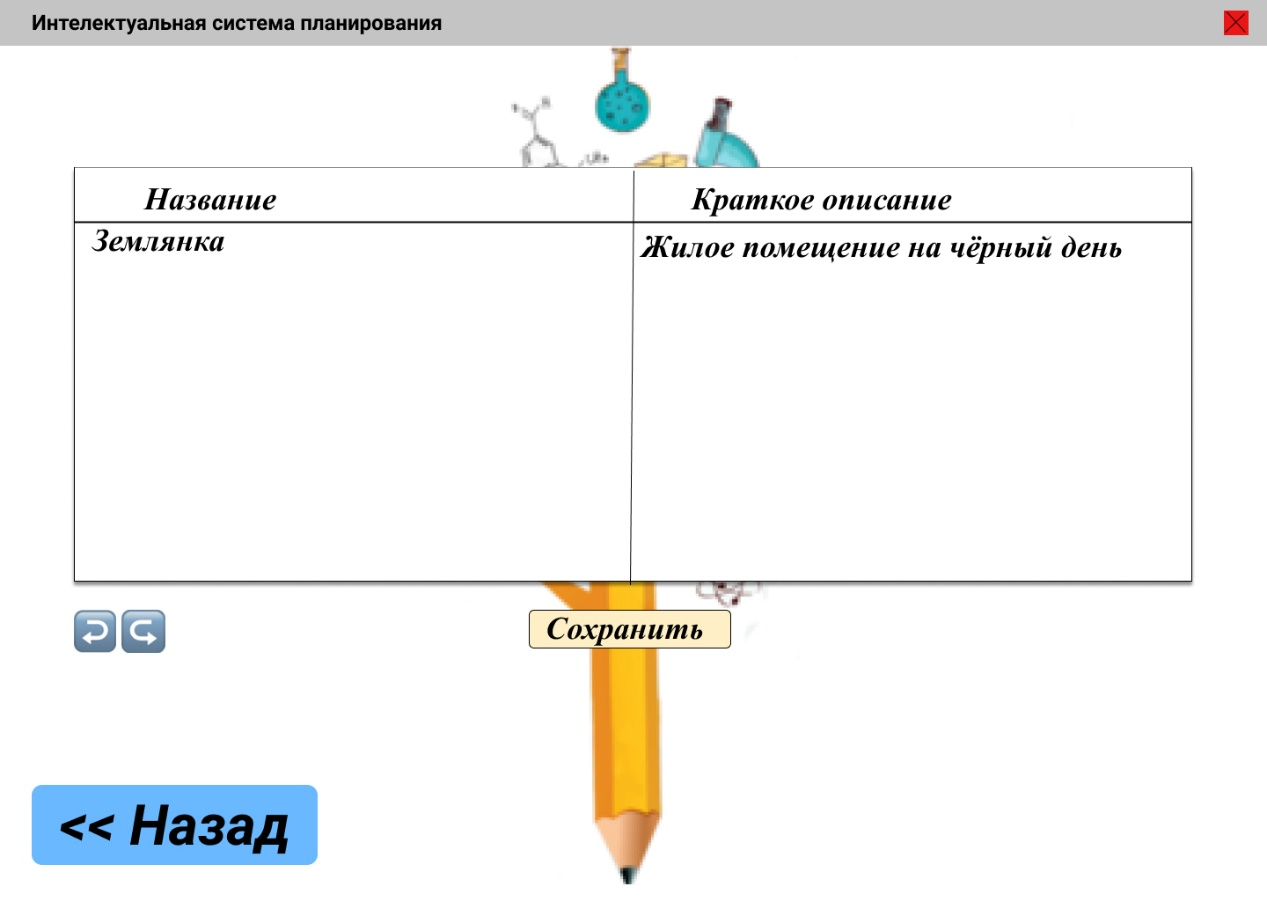 Интелектуальная система планирования
Название
Краткое описание
Землянка
Жилое помещение на чёрный день
Сохранить
<< Назад